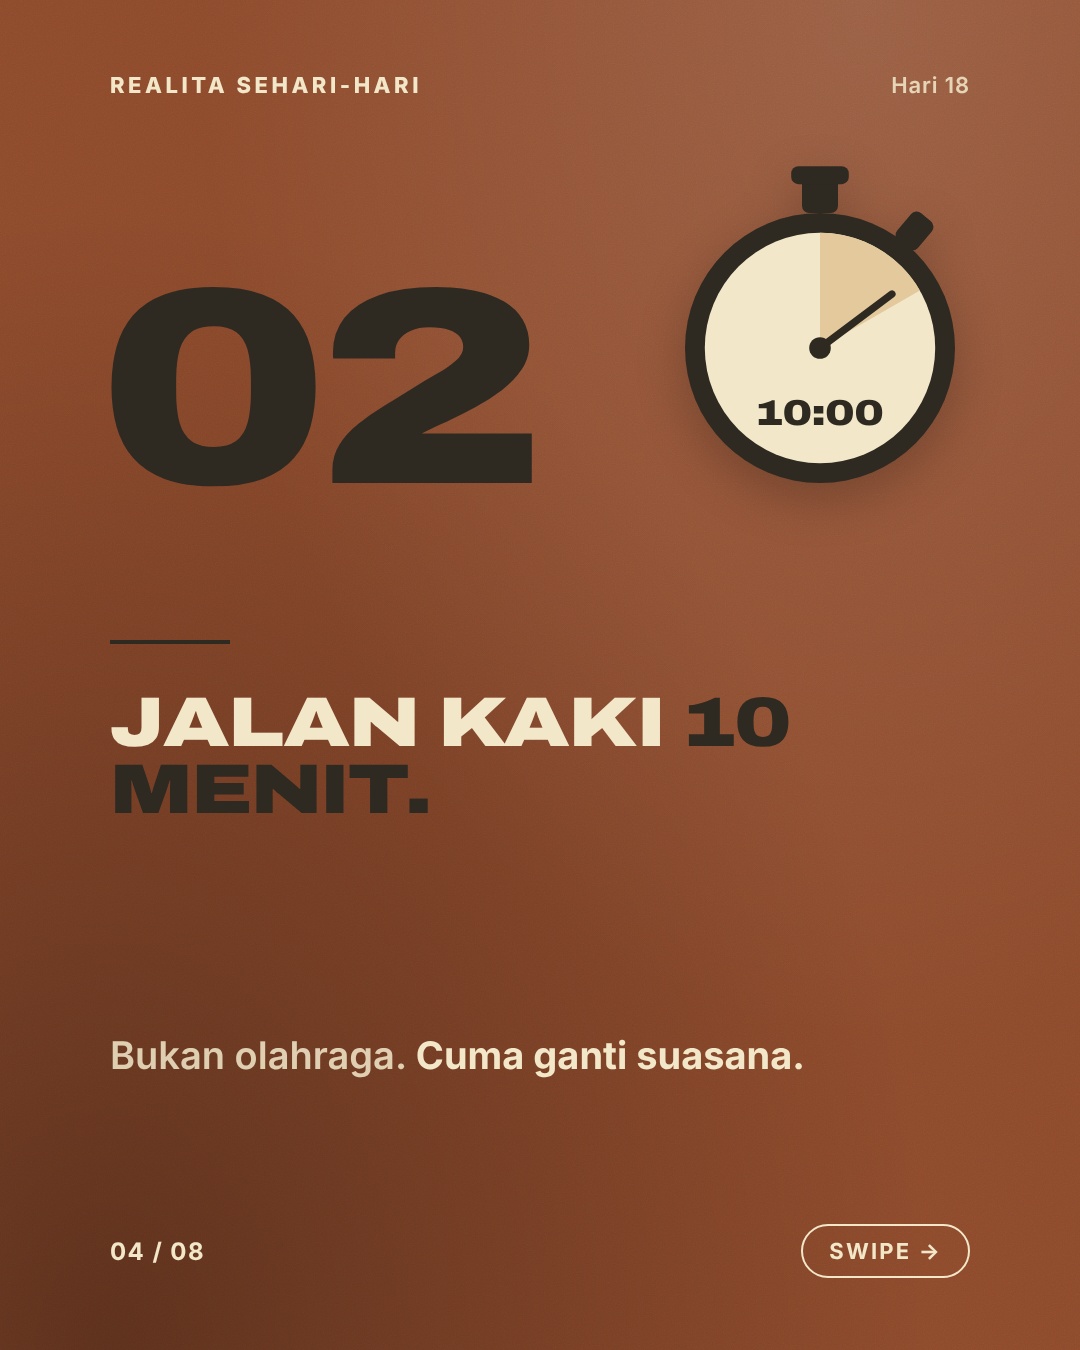 REALITA SEHARI-HARI
Hari 18
02
10:00
JALAN KAKI 10
MENIT.
Bukan olahraga. Cuma ganti suasana.
04 / 08
SWIPE →